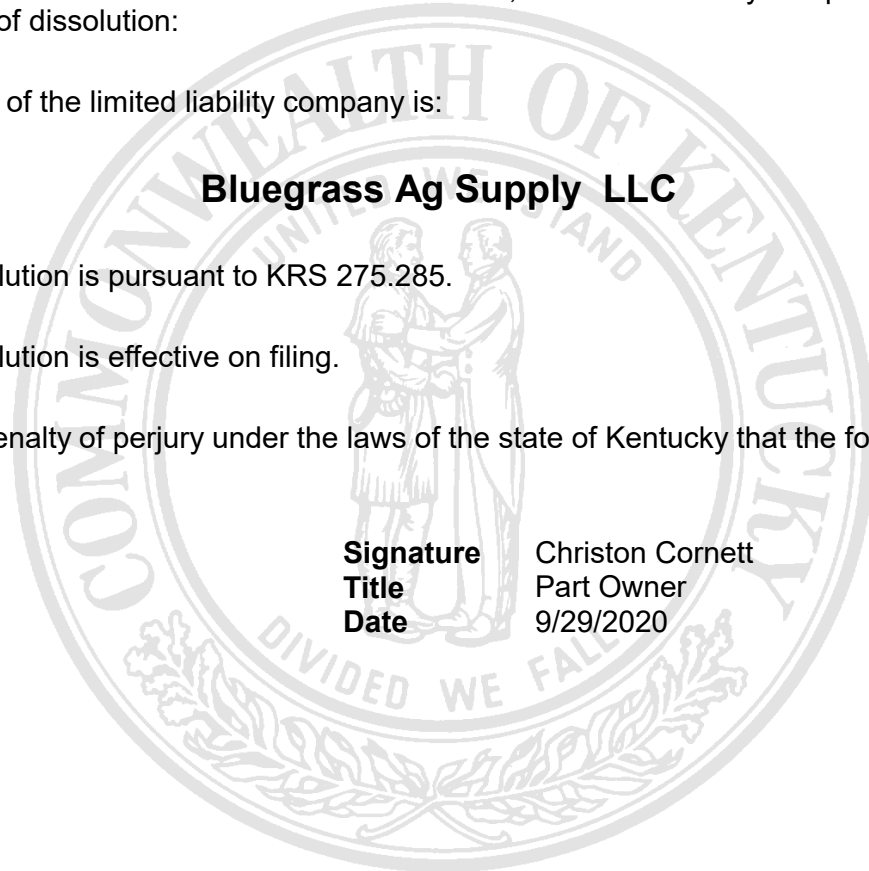 of dissolution:
of the limited liability company is:
Bluegrass Ag Supply LLC
lution is pursuant to KRS 275.285.
lution is effective on filing.
enalty of perjury under the laws of the state of Kentucky that the fo
Signature Christon Cornett
Title Part Owner
Date 9/29/2020
COMMONWEALTH OF KENTUCKY
UNITED WE STAND
DIVIDED WE FALL